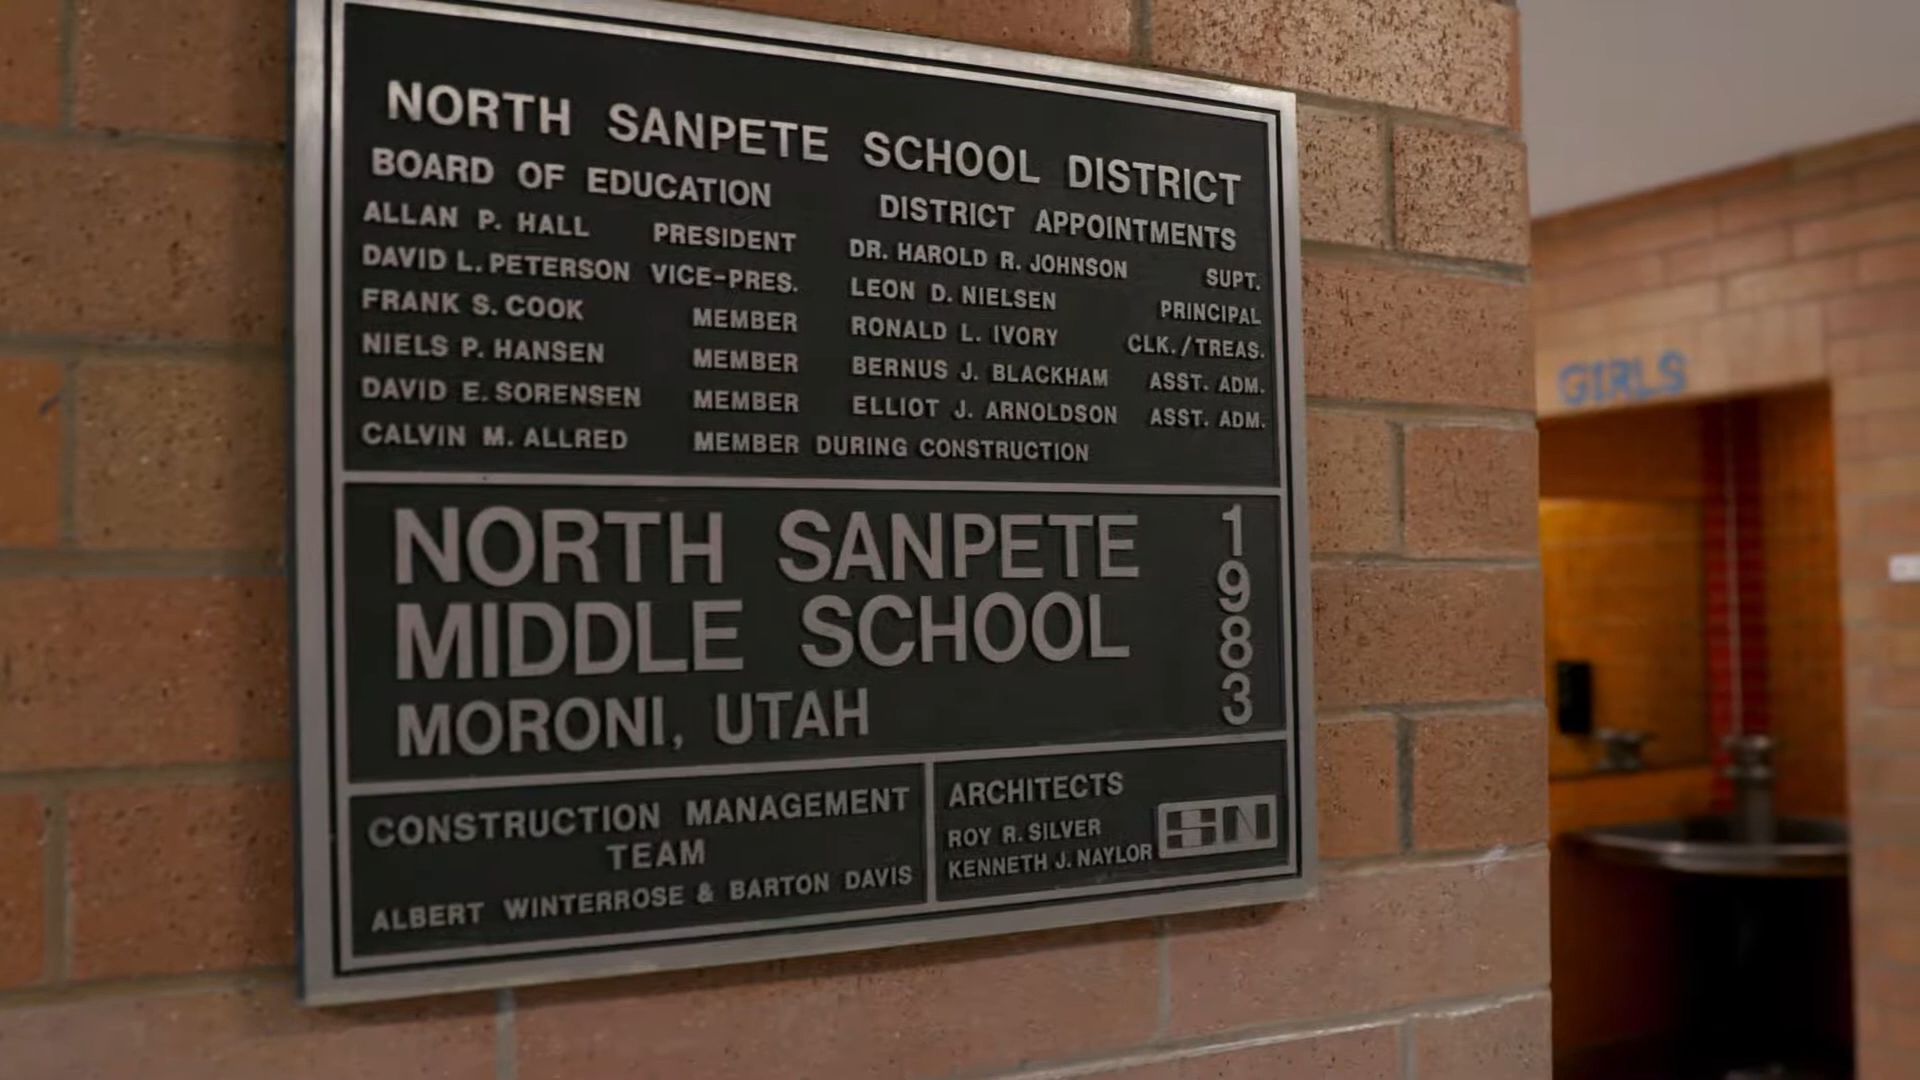 NORTH SANPETE SCHOOL DISTRICT
BOARD OF EDUCATION
ALLAN P. HALL PRESIDENT
DAVID L. PETERSON VICE-PRES.
FRANK S. COOK MEMBER
NIELS P. HANSEN MEMBER
DAVID E. SORENSEN MEMBER
CALVIN M. ALLRED MEMBER DURING CONSTRUCTION
DISTRICT APPOINTMENTS
DR. HAROLD R. JOHNSON SUPT.
LEON D. NIELSEN PRINCIPAL
RONALD L. IVORY CLK./TREAS.
BERNUS J. BLACKHAM ASST. ADM.
ELLIOT J. ARNOLDSON ASST. ADM.
NORTH SANPETE
MIDDLE SCHOOL
MORONI, UTAH
1983
CONSTRUCTION MANAGEMENT
TEAM
ALBERT WINTERROSE & BARTON DAVIS
ARCHITECTS
ROY R. SILVER
KENNETH J. NAYLOR
SN
GIRLS